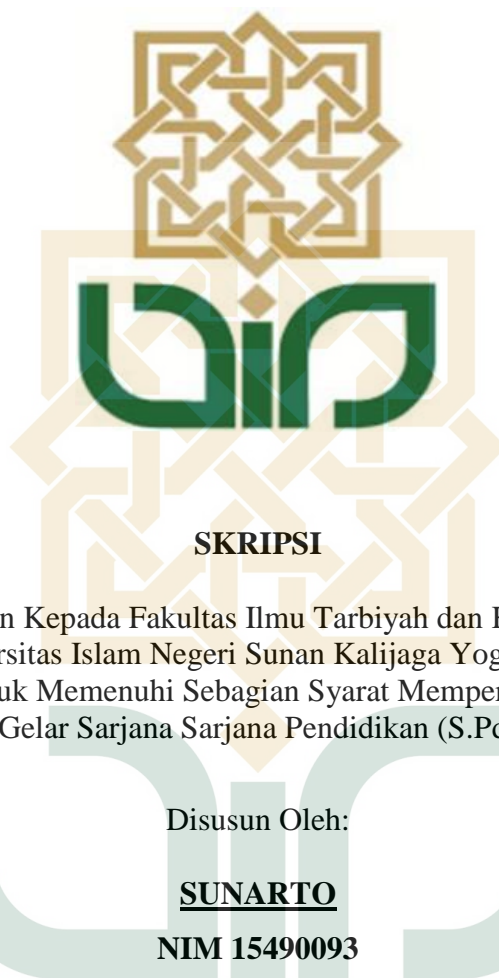 SKRIPSI
Kepada Fakultas Ilmu Tarbiyah dan
Islam Negeri Sunan Kalijaga
Memenuhi Sebagian Syarat
Gelar Sarjana Sarjana Pendidikan
Disusun Oleh:
SUNARTO
NIM 15490093